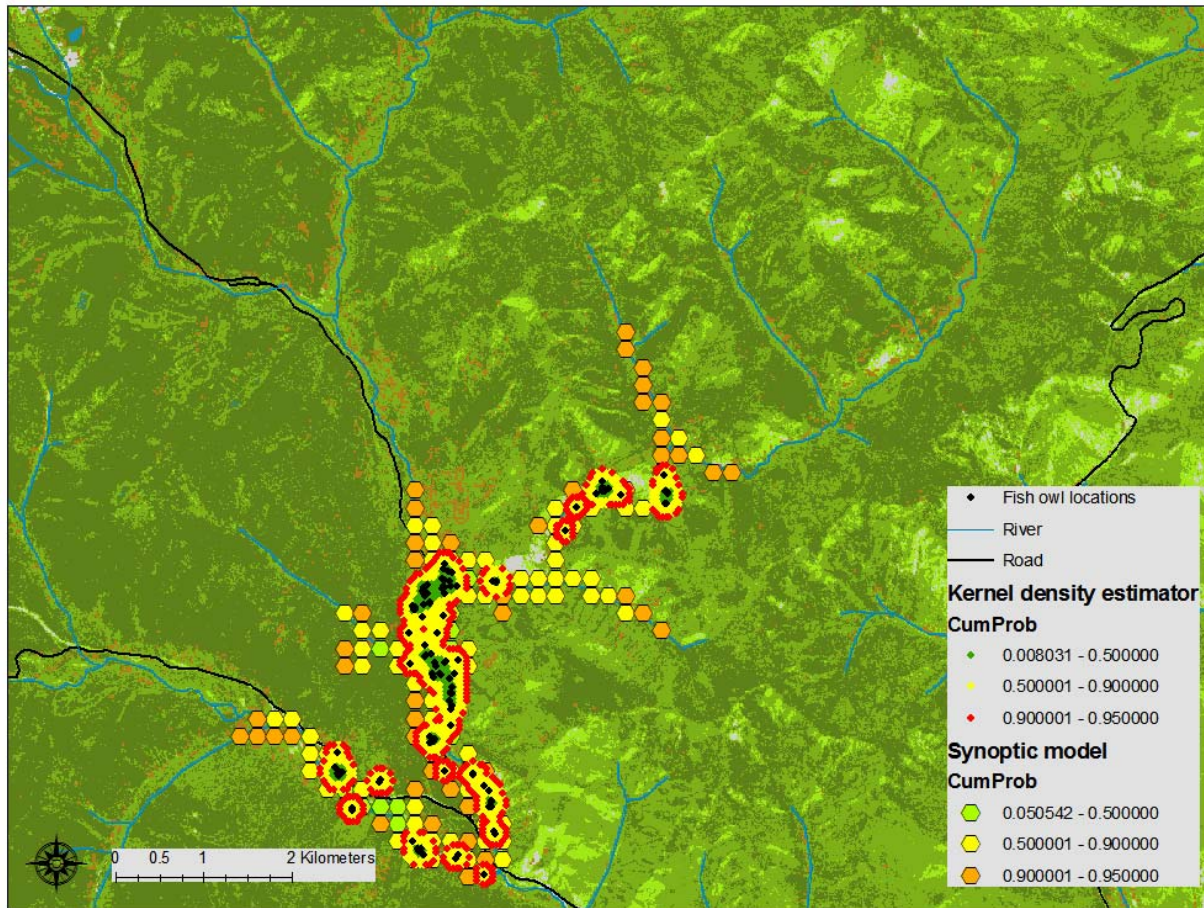 Fish owl locations
River
Road
Kernel density estimator
CumProb
0.008031 - 0.500000
0.500001 - 0.900000
0.900001 - 0.950000
Synoptic model
CumProb
0.050542 - 0.500000
0.500001 - 0.900000
0.900001 - 0.950000
0 0.5 1 2 Kilometers